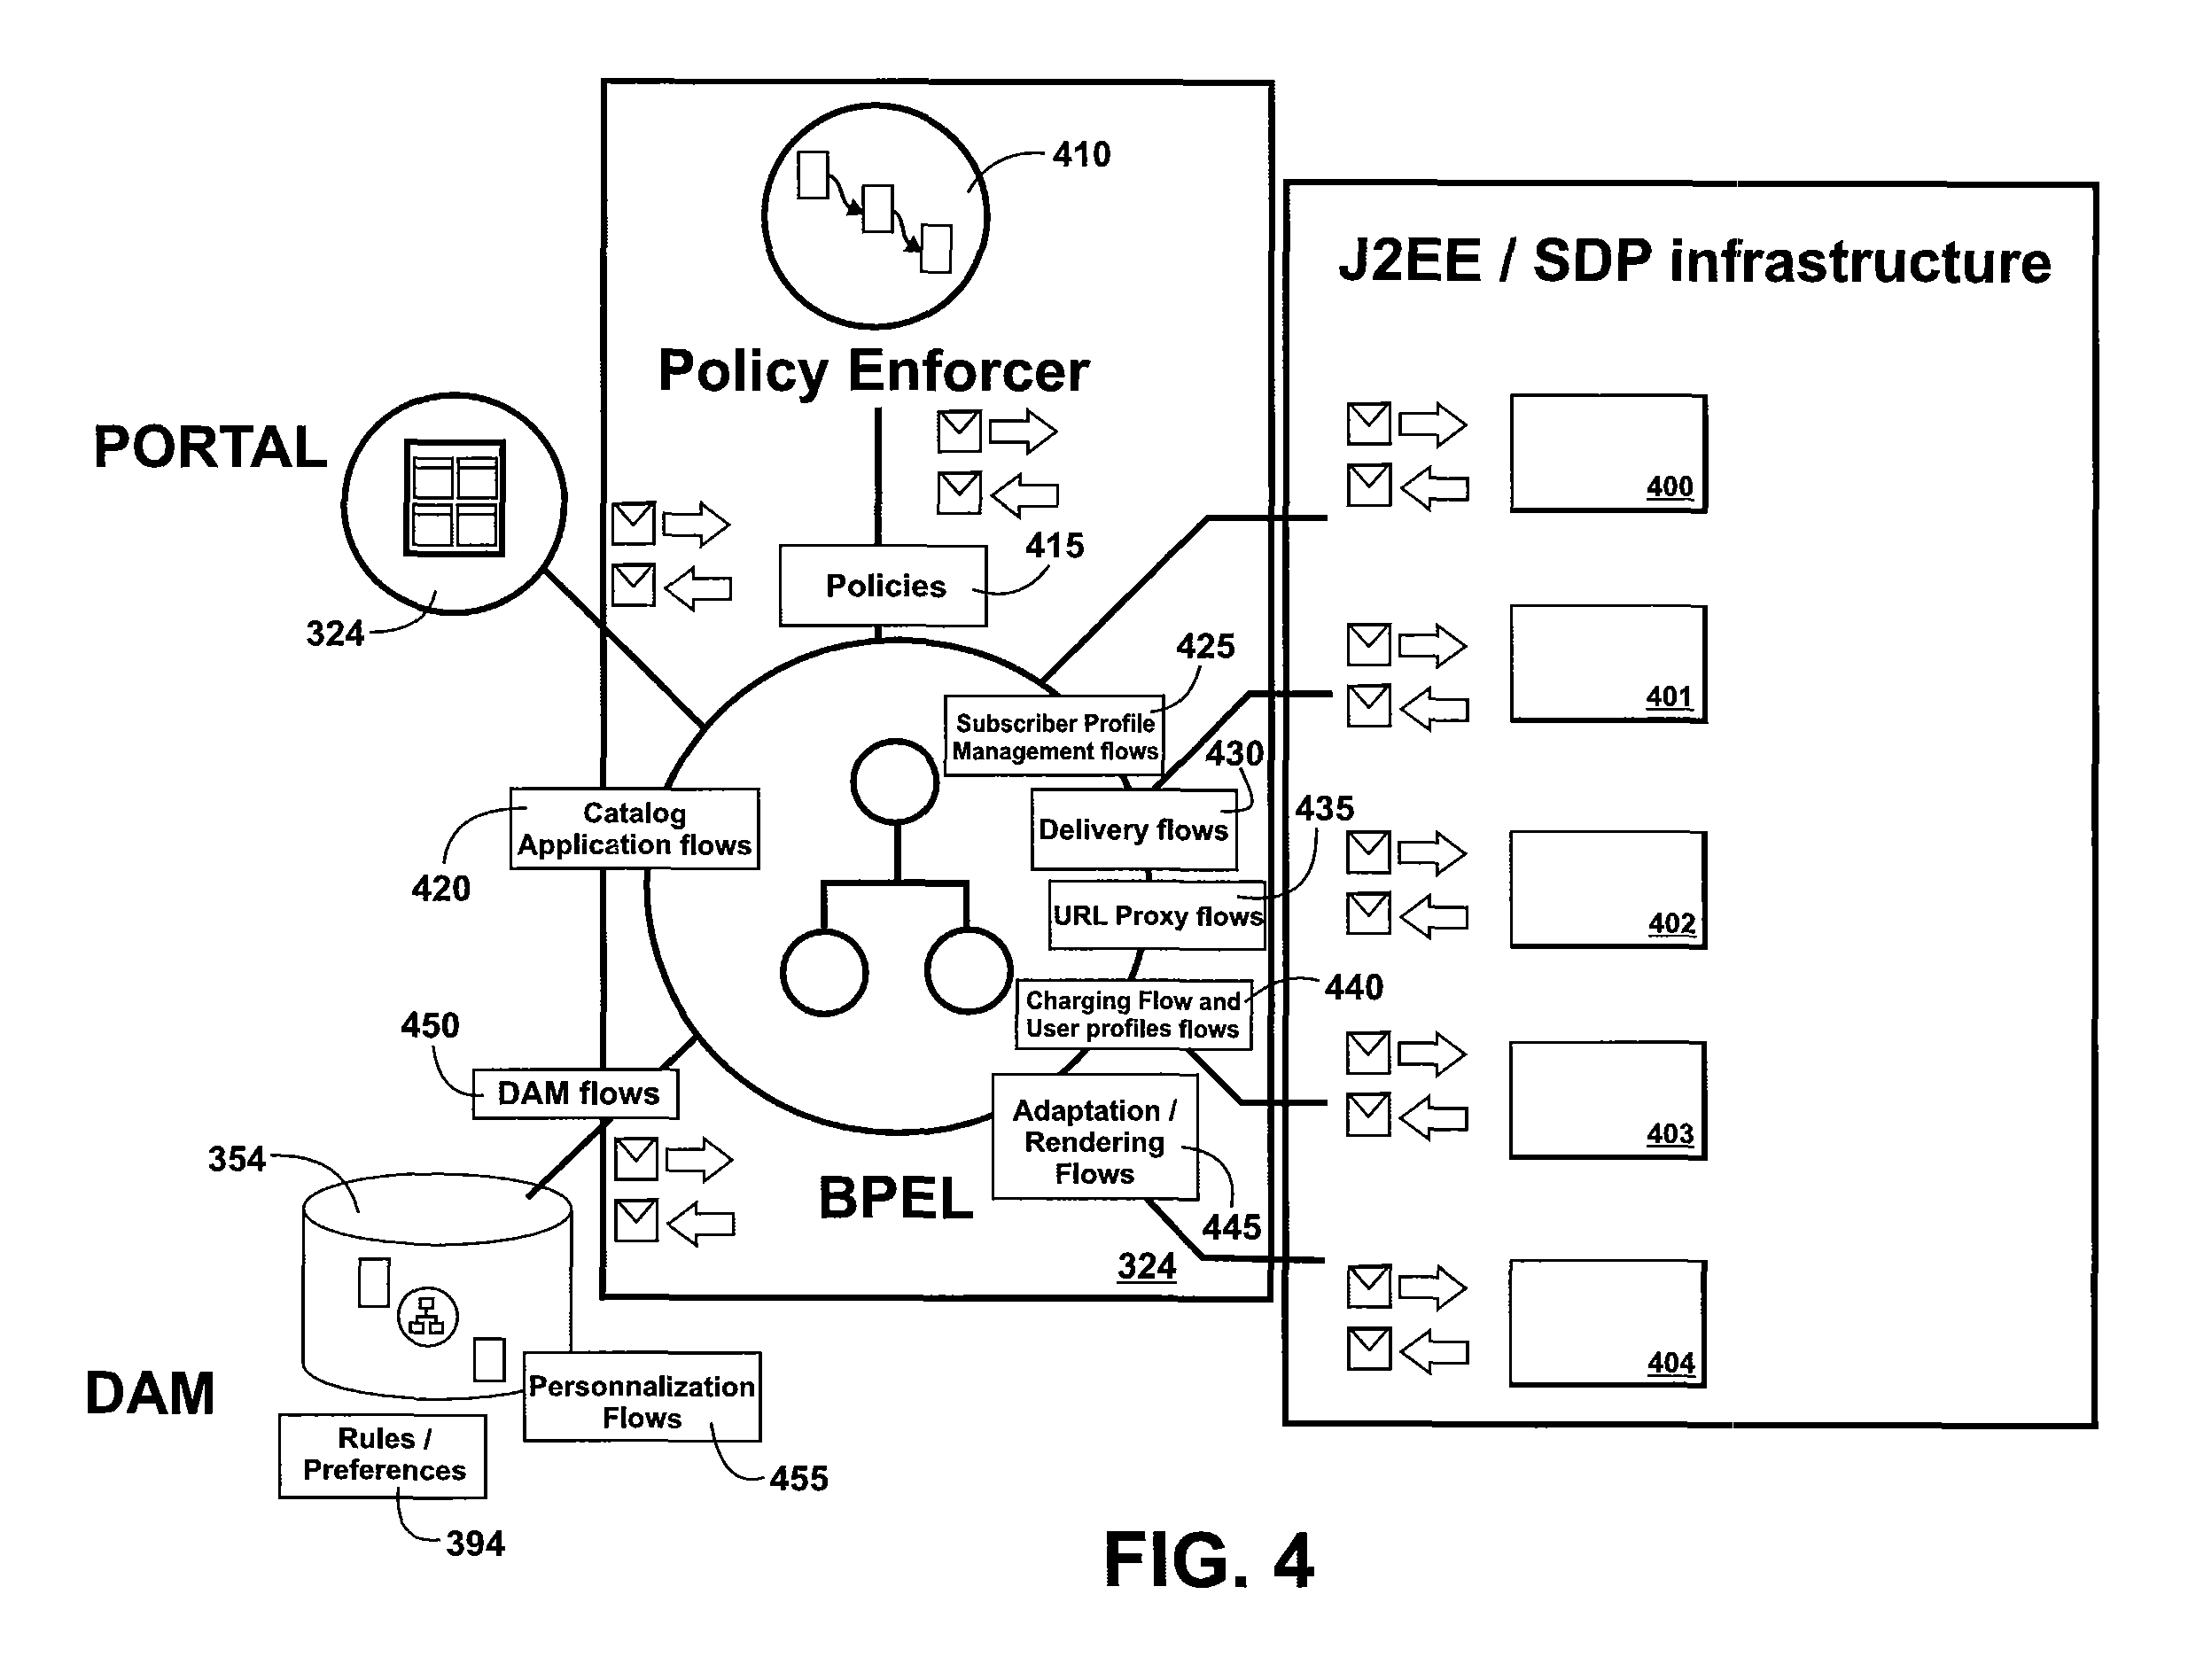 410
J2EE / SDP infrastructure
Policy Enforcer
PORTAL
400
415
Policies
324
425
401
Subscriber Profile
Management flows
430
435
Catalog
Application flows
Delivery flows
420
URL Proxy flows
402
440
Charging Flow and
User profiles flows
450
DAM flows
Adaptation /
Rendering
Flows
403
354
BPEL
445
324
404
DAM
Personnalization
Flows
Rules /
Preferences
455
394
FIG. 4